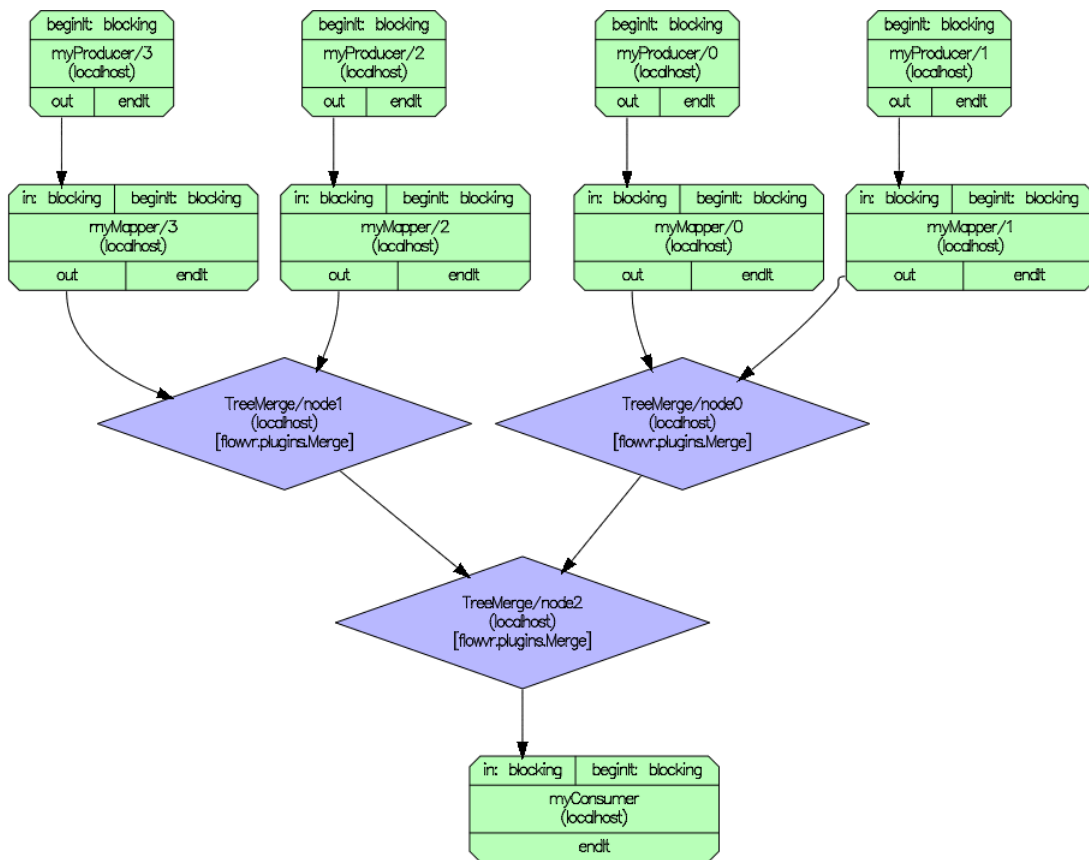 beginIt: blocking
myProducer/3
(localhost)
out endIt
beginIt: blocking
myProducer/2
(localhost)
out endIt
beginIt: blocking
myProducer/0
(localhost)
out endIt
beginIt: blocking
myProducer/1
(localhost)
out endIt
in: blocking beginIt: blocking
myMapper/3
(localhost)
out endIt
in: blocking beginIt: blocking
myMapper/2
(localhost)
out endIt
in: blocking beginIt: blocking
myMapper/0
(localhost)
out endIt
in: blocking beginIt: blocking
myMapper/1
(localhost)
out endIt
TreeMerge/node1
(localhost)
[flowvr.plugins.Merge]
TreeMerge/node0
(localhost)
[flowvr.plugins.Merge]
TreeMerge/node2
(localhost)
[flowvr.plugins.Merge]
in: blocking beginIt: blocking
myConsumer
(localhost)
endIt